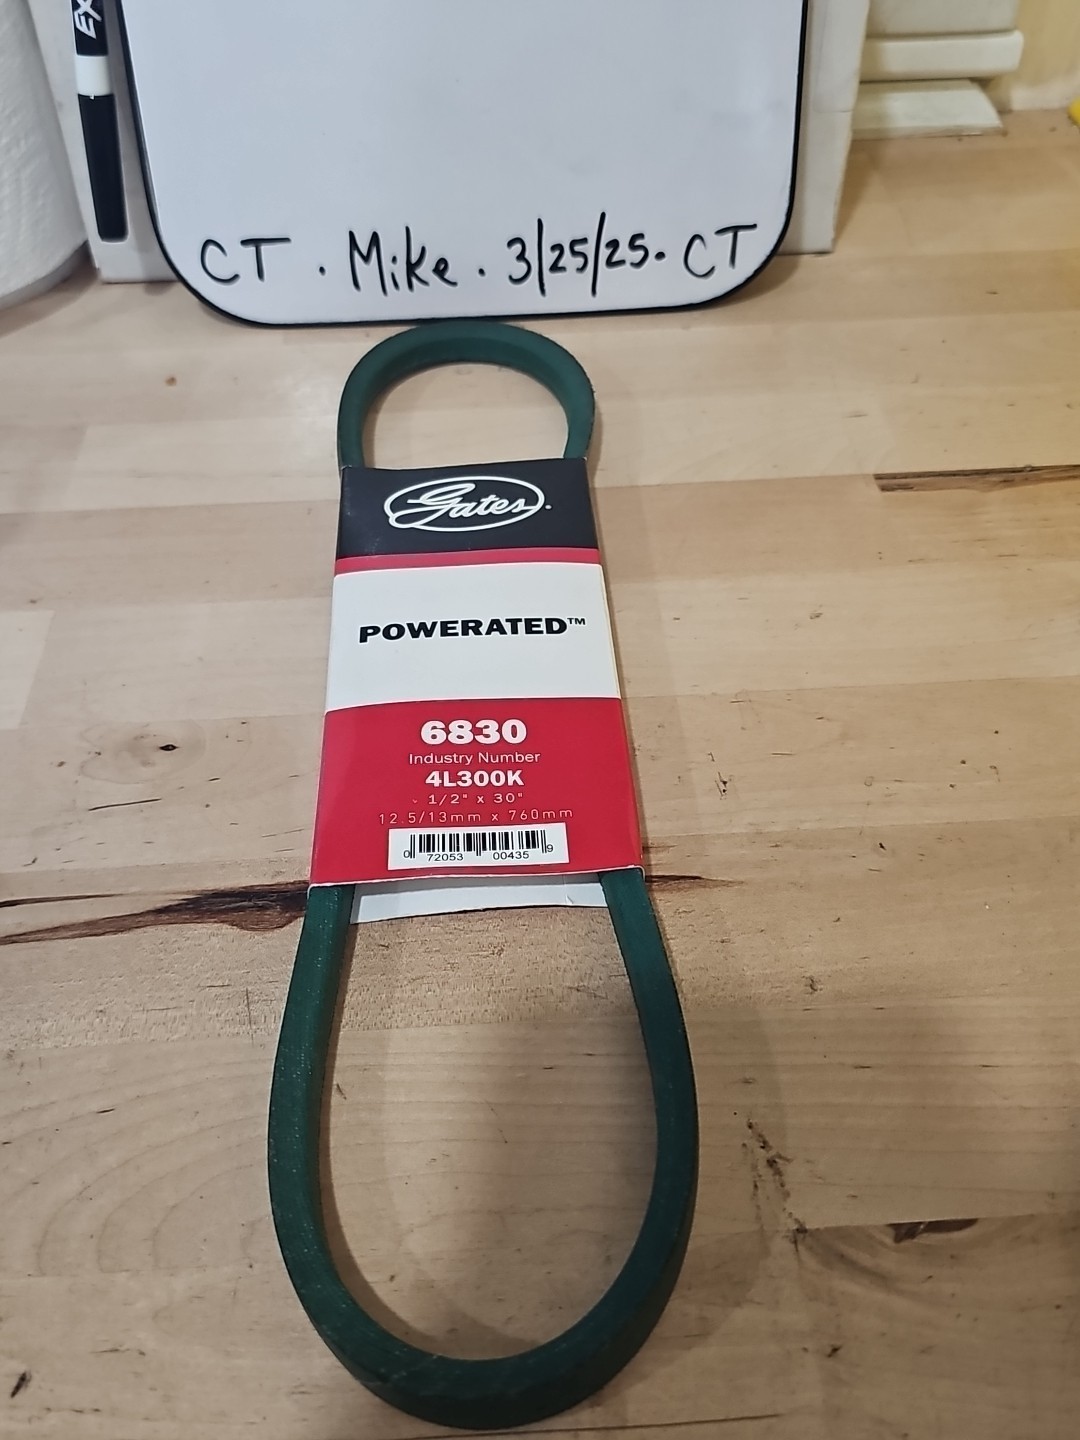 EX
CT . Mike . 3/25/25. CT
Gates
POWERATED™
6830
Industry Number
4L300K
1/2" x 30"
12.5/13mm x 760mm
0 72053 00435 9